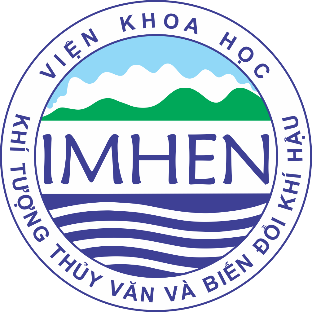 VIỆN KHOA HỌC
IMHEN
KHÍ TƯỢNG THỦY VĂN VÀ BIẾN ĐỔI KHÍ HẬU